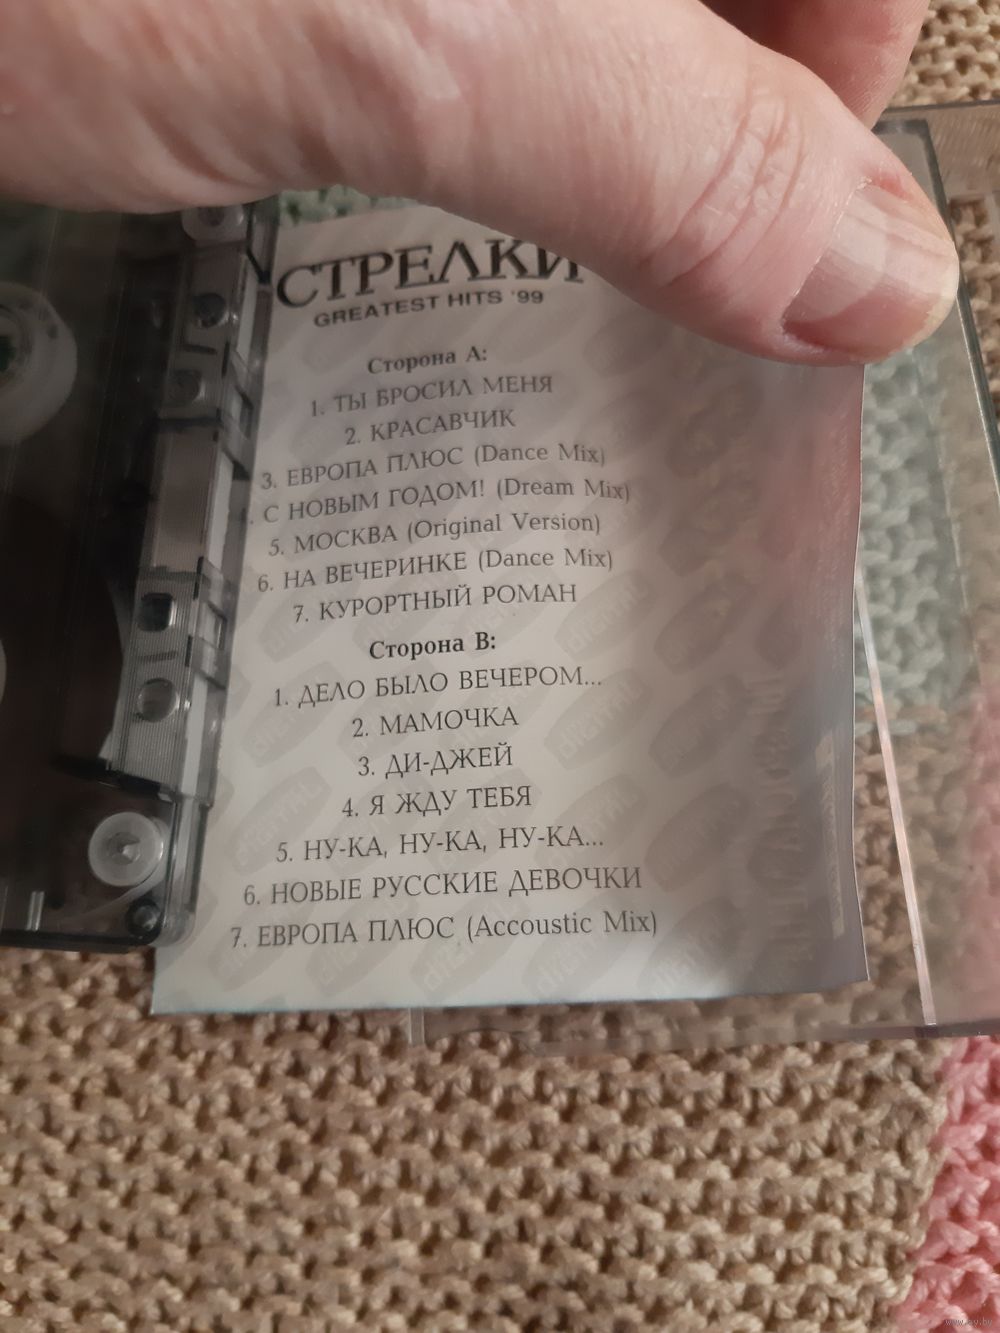 СТРЕЛКИ
GREATEST HITS '99
Сторона А:
1. ТЫ БРОСИЛ МЕНЯ
2. КРАСАВЧИК
3. ЕВРОПА ПЛЮС (Dance Mix)
. С НОВЫМ ГОДОМ! (Dream Mix)
5. МОСКВА (Original Version)
6. НА ВЕЧЕРИНКЕ (Dance Mix)
7. КУРОРТНЫЙ РОМАН
Сторона В:
1. ДЕЛО БЫЛО ВЕЧЕРОМ...
2. МАМОЧКА
3. ДИ-ДЖЕЙ
4. Я ЖДУ ТЕБЯ
5. НУ-КА, НУ-КА, НУ-КА...
6. НОВЫЕ РУССКИЕ ДЕВОЧКИ
7. ЕВРОПА ПЛЮС (Accoustic Mix)